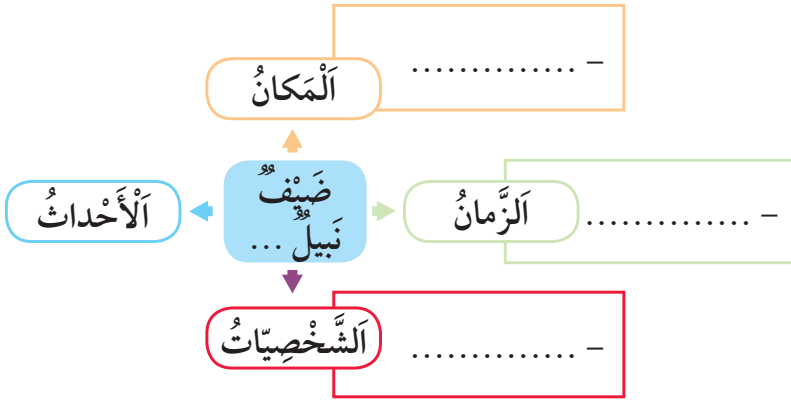 – ..............
اَلْمَكانُ
ضَيْفٌ
نَبيلٌ ...
اَلزَّمانُ
– ..............
اَلْأَحْداثُ
اَلشَّخْصِيّاتُ
– ..............